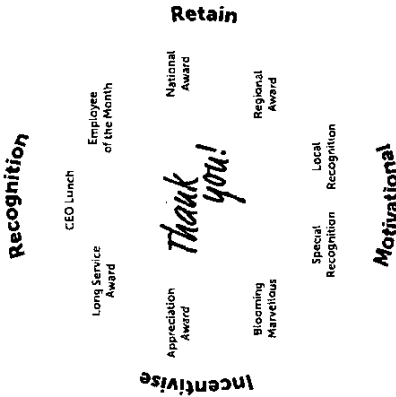 Recognition
CEO Lunch
Long Service
Award
Employee
of the Month
Retain
National
Award
Appreciation
Award
Incentivise
Thank
you!
Blooming
Marvellous
Regional
Award
Special
Recognition
Local
Recognition
Motivational